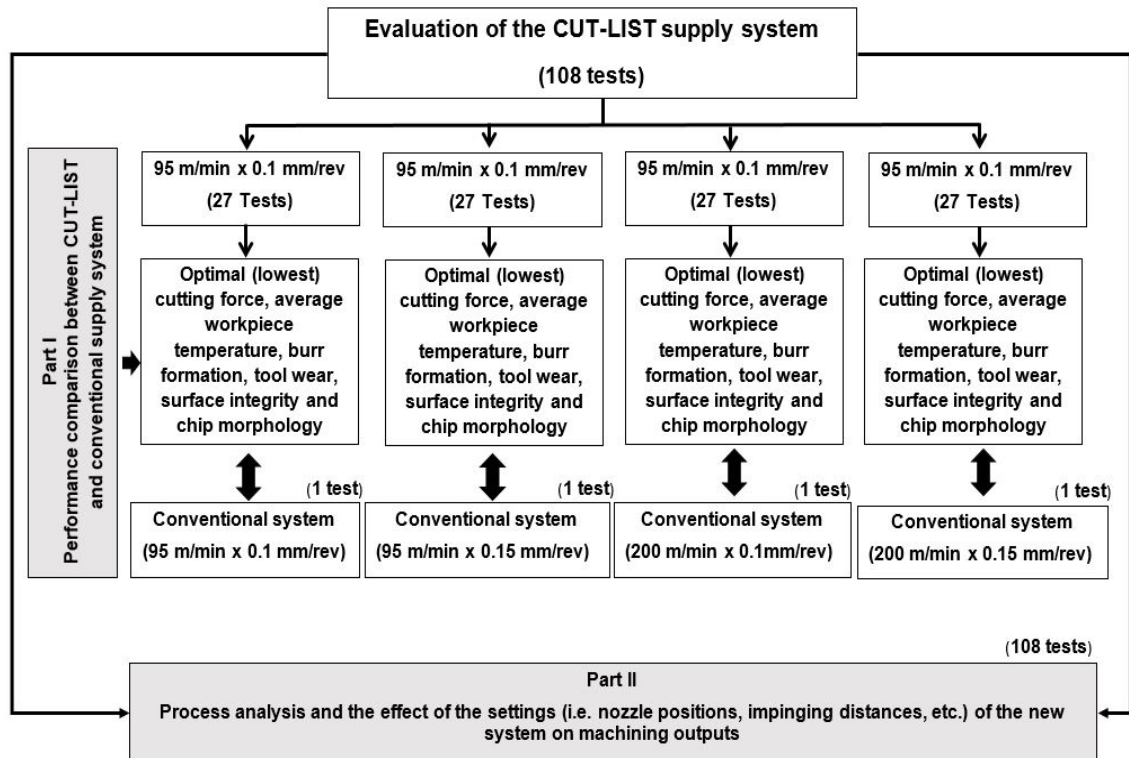 Evaluation of the CUT-LIST supply system
(108 tests)
Part I
Performance comparison between CUT-LIST
and conventional supply system
95 m/min x 0.1 mm/rev
(27 Tests)
95 m/min x 0.1 mm/rev
(27 Tests)
95 m/min x 0.1 mm/rev
(27 Tests)
95 m/min x 0.1 mm/rev
(27 Tests)
Optimal (lowest)
cutting force, average
workpiece
temperature, burr
formation, tool wear,
surface integrity and
chip morphology
Optimal (lowest)
cutting force, average
workpiece
temperature, burr
formation, tool wear,
surface integrity and
chip morphology
Optimal (lowest)
cutting force, average
workpiece
temperature, burr
formation, tool wear,
surface integrity and
chip morphology
Optimal (lowest)
cutting force, average
workpiece
temperature, burr
formation, tool wear,
surface integrity and
chip morphology
(1 test)
(1 test)
(1 test)
(1 test)
Conventional system
(95 m/min x 0.1 mm/rev)
Conventional system
(95 m/min x 0.15 mm/rev)
Conventional system
(200 m/min x 0.1mm/rev)
Conventional system
(200 m/min x 0.15 mm/rev)
(108 tests)
Part II
Process analysis and the effect of the settings (i.e. nozzle positions, impinging distances, etc.) of the new
system on machining outputs